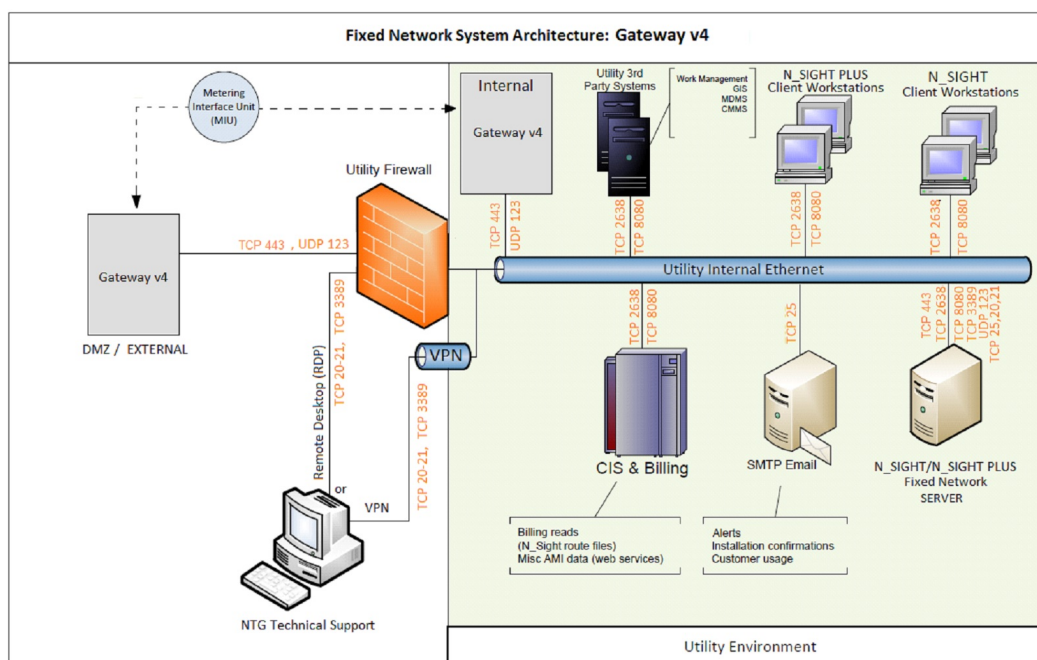 Fixed Network System Architecture: Gateway v4
Metering
Interface Unit
(MIU)
Internal
Gateway v4
Utility 3rd
Party Systems
Work Management
GIS
MDMS
CMMS
N_SIGHT PLUS
Client Workstations
N_SIGHT
Client Workstations
Utility Firewall
TCP 443
UDP 123
TCP 2638
TCP 8080
TCP 2638
TCP 8080
TCP 2638
TCP 8080
TCP 443 , UDP 123
Gateway v4
DMZ / EXTERNAL
Utility Internal Ethernet
TCP 20-21, TCP 3389
Remote Desktop (RDP)
VPN
TCP 20-21, TCP 3389
TCP 2638
TCP 8080
TCP 25
TCP 443
TCP 2638
TCP 8080
TCP 3389
UDP 123
TCP 25,20,21
CIS & Billing
SMTP Email
N_SIGHT/N_SIGHT PLUS
Fixed Network
SERVER
or
VPN
Billing reads
(N_Sight route files)
Misc AMI data (web services)
Alerts
Installation confirmations
Customer usage
NTG Technical Support
Utility Environment